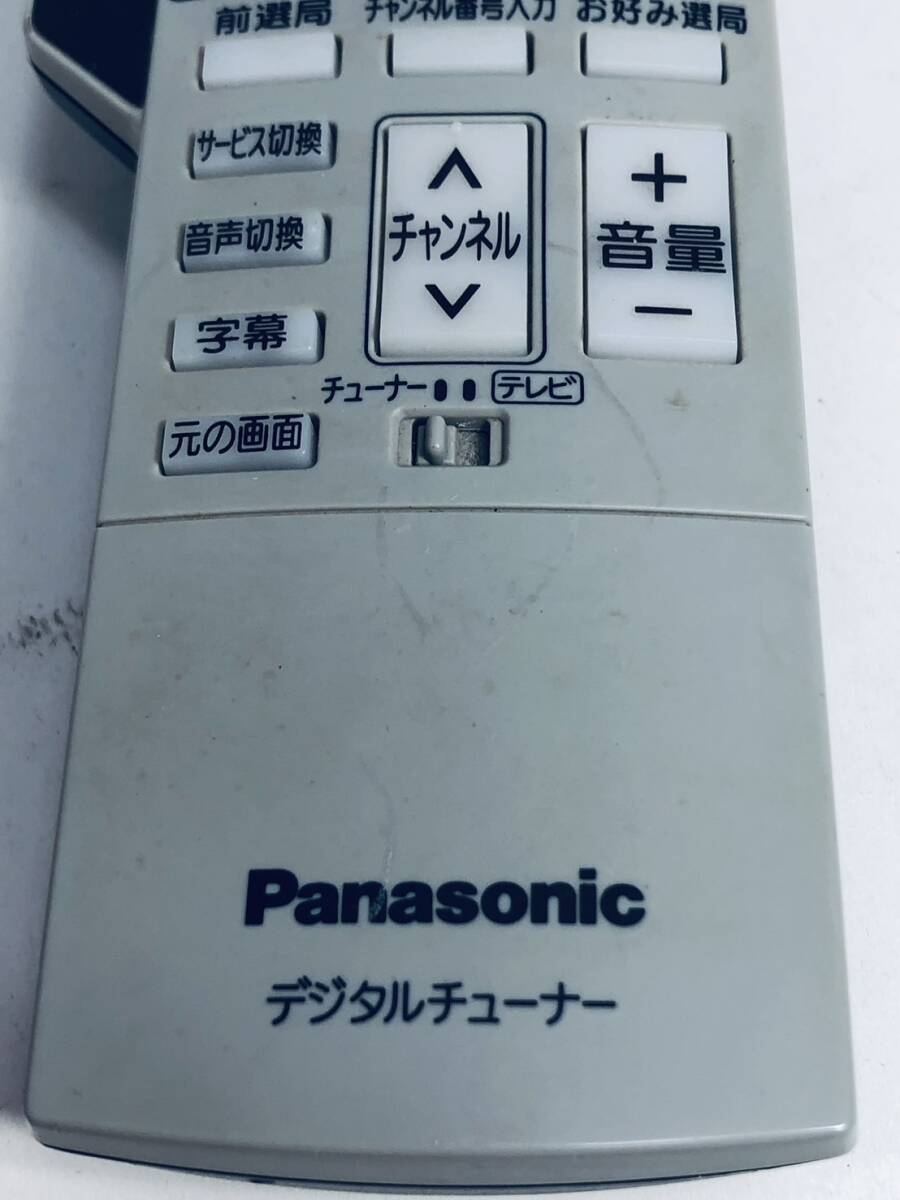 前選局 チャンネル番号入力 お好み選局
サービス切換
音声切換
字幕
元の画面
チャンネル
+
音量
-
チューナー テレビ
Panasonic
デジタルチューナー